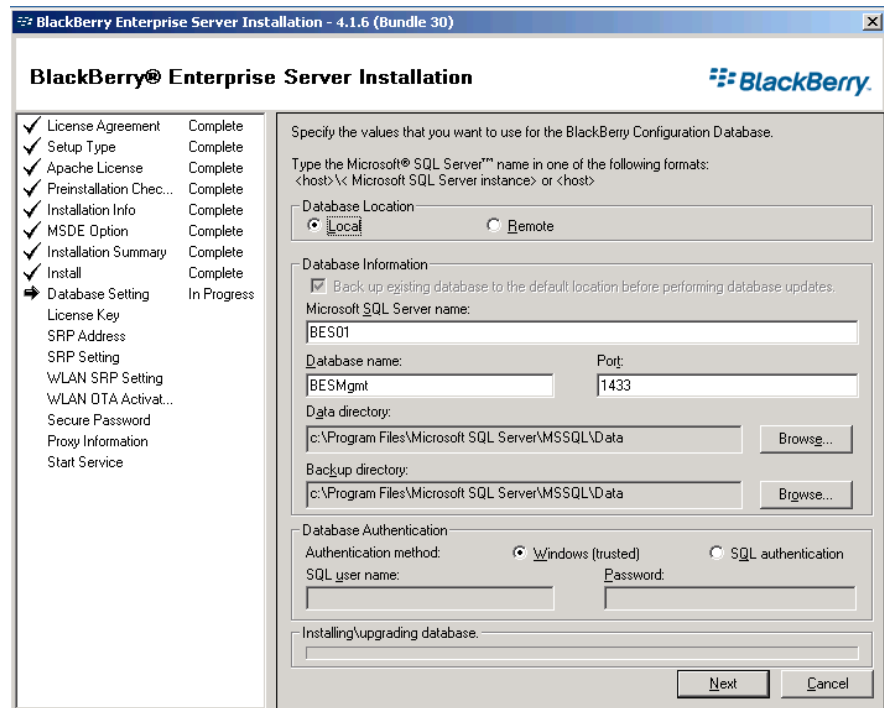 BlackBerry Enterprise Server Installation - 4.1.6 (Bundle 30)
BlackBerry® Enterprise Server Installation
BlackBerry.
License Agreement Complete
Setup Type Complete
Apache License Complete
Preinstallation Chec... Complete
Installation Info Complete
MSDE Option Complete
Installation Summary Complete
Install Complete
Database Setting In Progress
License Key
SRP Address
SRP Setting
WLAN SRP Setting
WLAN OTA Activat...
Secure Password
Proxy Information
Start Service
Specify the values that you want to use for the BlackBerry Configuration Database.
Type the Microsoft® SQL Server™ name in one of the following formats:
<host>\< Microsoft SQL Server instance> or <host>
Database Location
Local Remote
Database Information
Back up existing database to the default location before performing database updates.
Microsoft SQL Server name:
BES01
Database name: Port:
BESMgmt 1433
Data directory:
c:\Program Files\Microsoft SQL Server\MSSQL\Data Browse...
Backup directory:
c:\Program Files\Microsoft SQL Server\MSSQL\Data Browse...
Database Authentication
Authentication method: Windows (trusted) SQL authentication
SQL user name: Password:
Installing\upgrading database.
Next Cancel